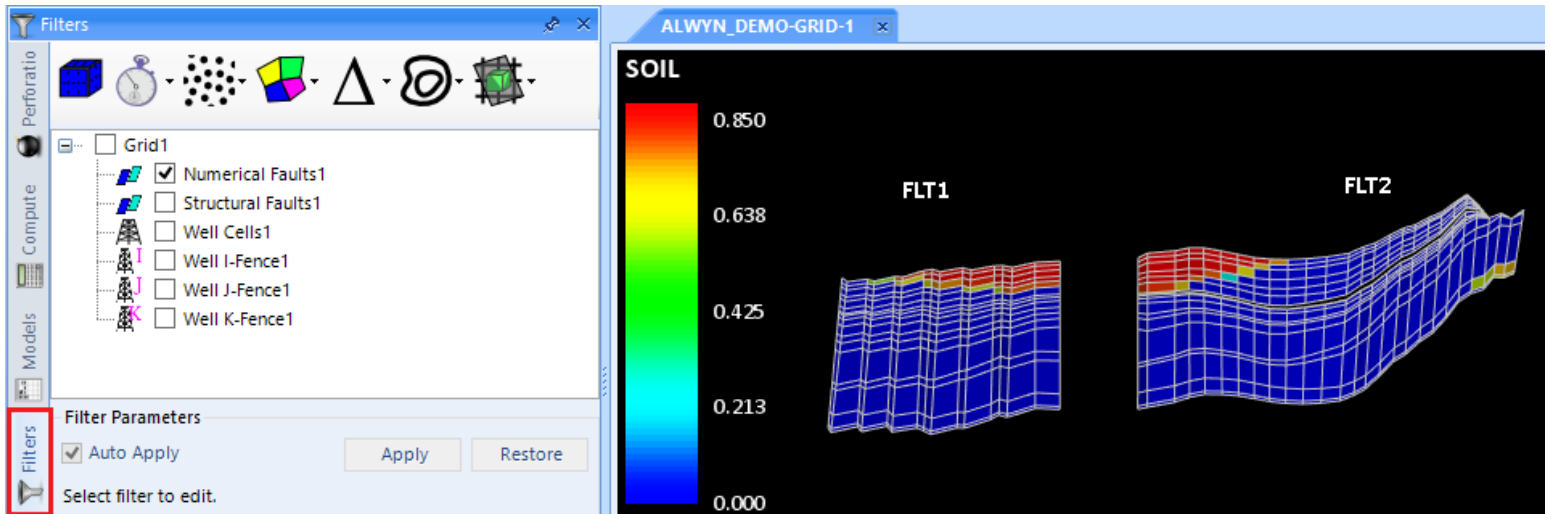 Filters
Perforatio
Compute
Models
Filters
Grid1
Numerical Faults1
Structural Faults1
Well Cells1
I Well I-Fence1
J Well J-Fence1
K Well K-Fence1
Filter Parameters
Auto Apply
Apply
Restore
Select filter to edit.
ALWYN_DEMO-GRID-1
SOIL
0.850
0.638
0.425
0.213
0.000
FLT1
FLT2